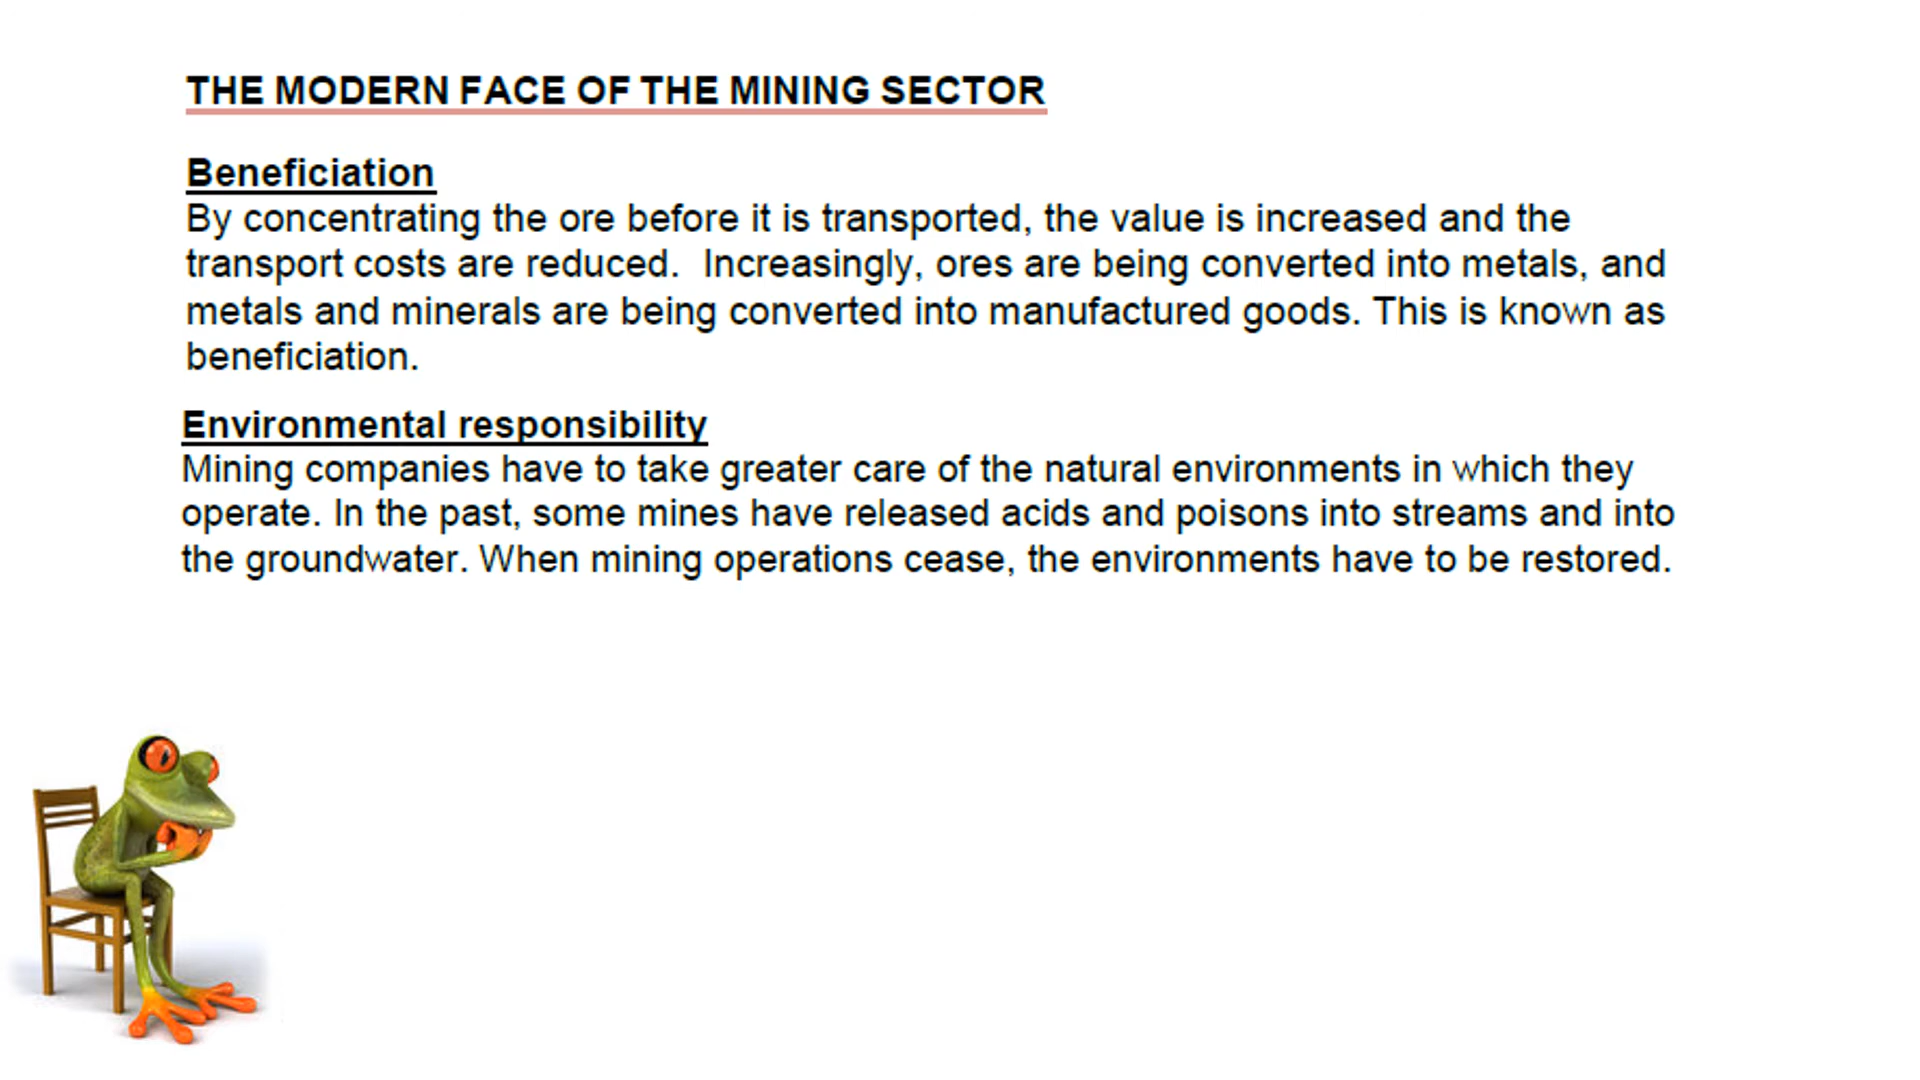 THE MODERN FACE OF THE MINING SECTOR
Beneficiation
By concentrating the ore before it is transported, the value is increased and the
transport costs are reduced.  Increasingly, ores are being converted into metals, and
metals and minerals are being converted into manufactured goods. This is known as
beneficiation.
Environmental responsibility
Mining companies have to take greater care of the natural environments in which they
operate. In the past, some mines have released acids and poisons into streams and into
the groundwater. When mining operations cease, the environments have to be restored.